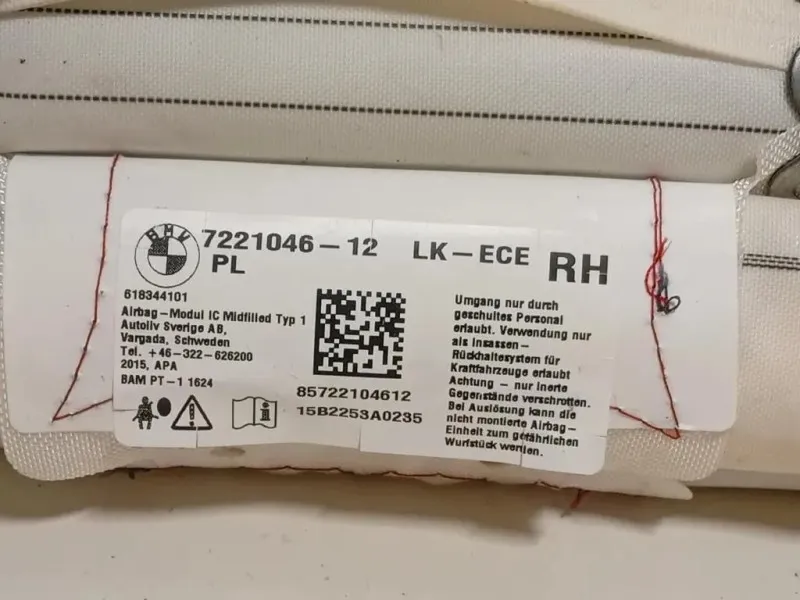 BMW
7221046-12 LK-ECE RH
PL
618344101
Airbag-Modul IC Midfilled Typ 1
Autoliv Sverige AB,
Vargada, Schweden
Tel. +46-322-626200
2015, APA
BAM PT-1 1624
85722104612
15B2253A0235
Umgang nur durch
geschultes Personal
erlaubt. Verwendung nur
als Insassen-
Rückhaltesystem für
Kraftfahrzeuge erlaubt
Achtung - nur inerte
Gegenstände verschrotten.
Bei Auslösung kann die
nicht montierte Airbag-
Einheit zum gefährlichen
Wurfstück werden.